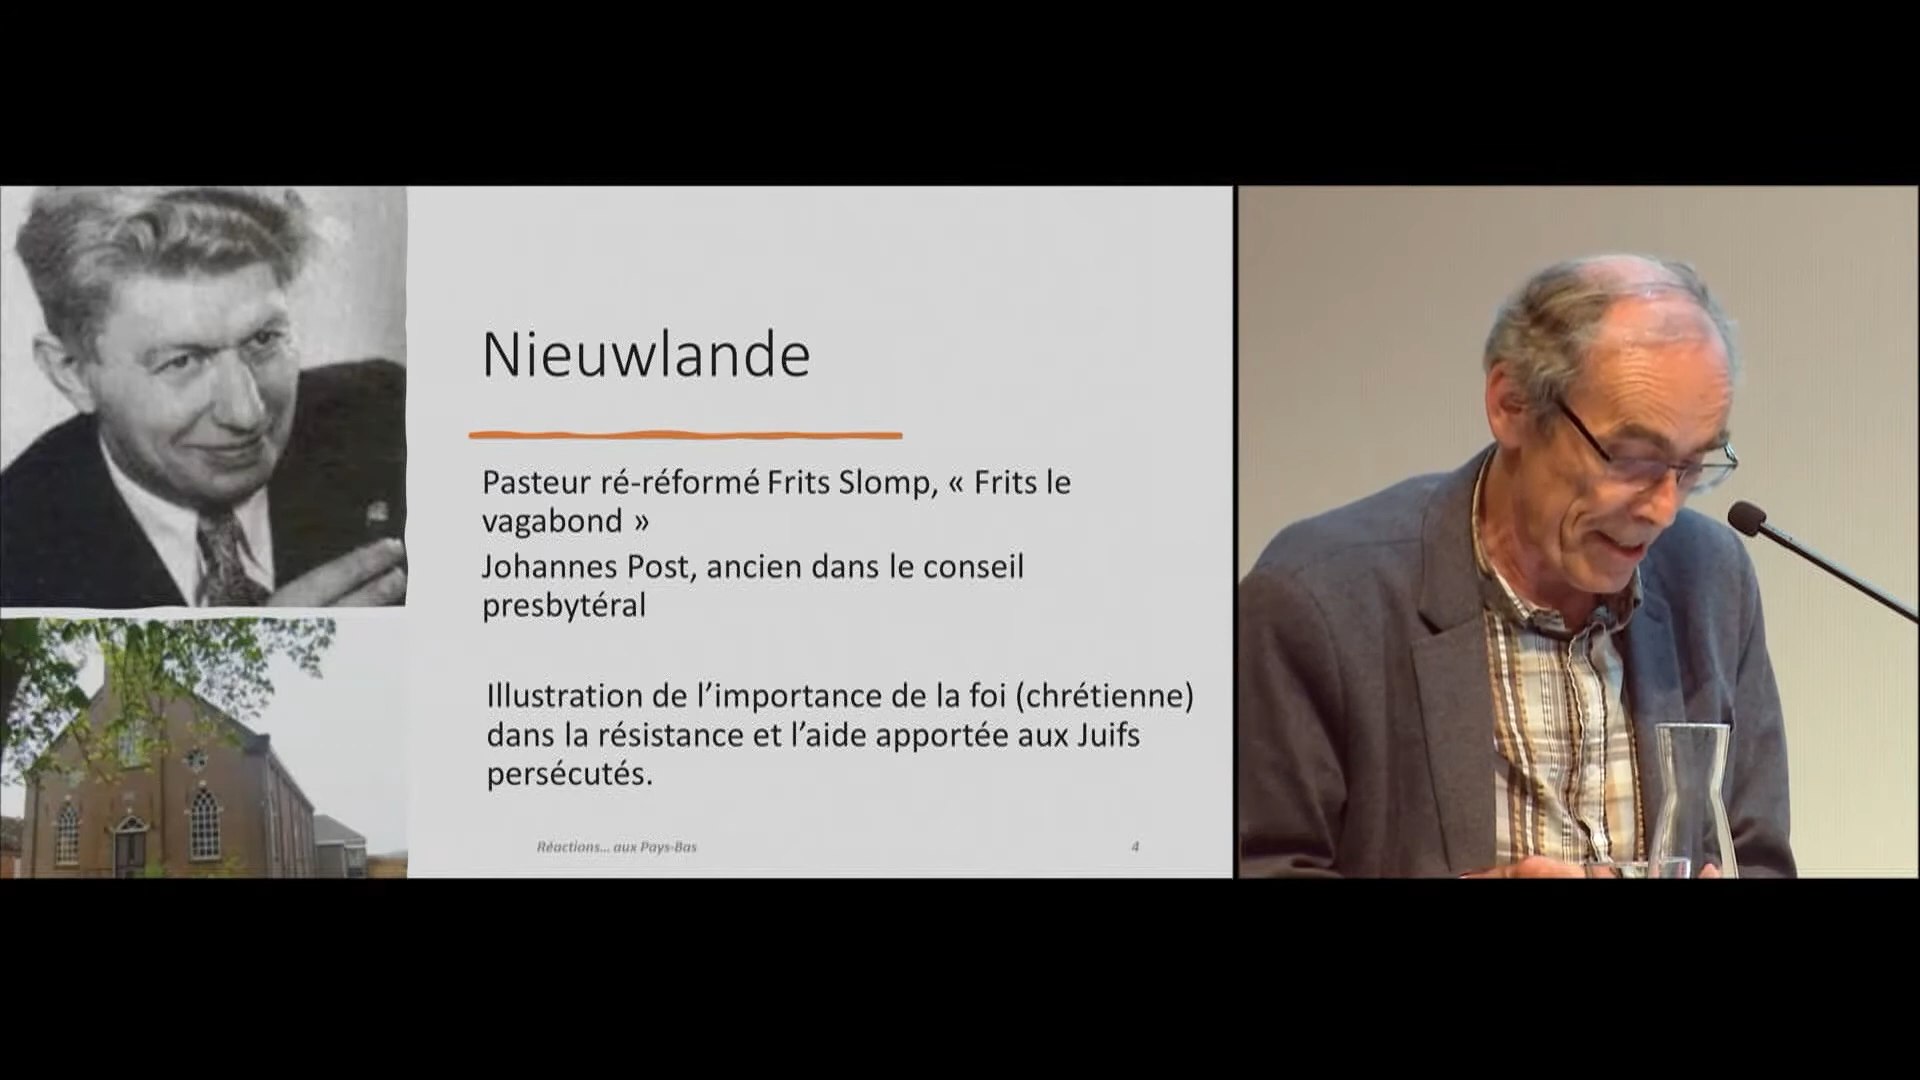 Nieuwlande
Pasteur ré-réformé Frits Slomp, « Frits le
vagabond »
Johannes Post, ancien dans le conseil
presbytéral
Illustration de l’importance de la foi (chrétienne)
dans la résistance et l’aide apportée aux Juifs
persécutés.
Réactions... aux Pays-Bas
4